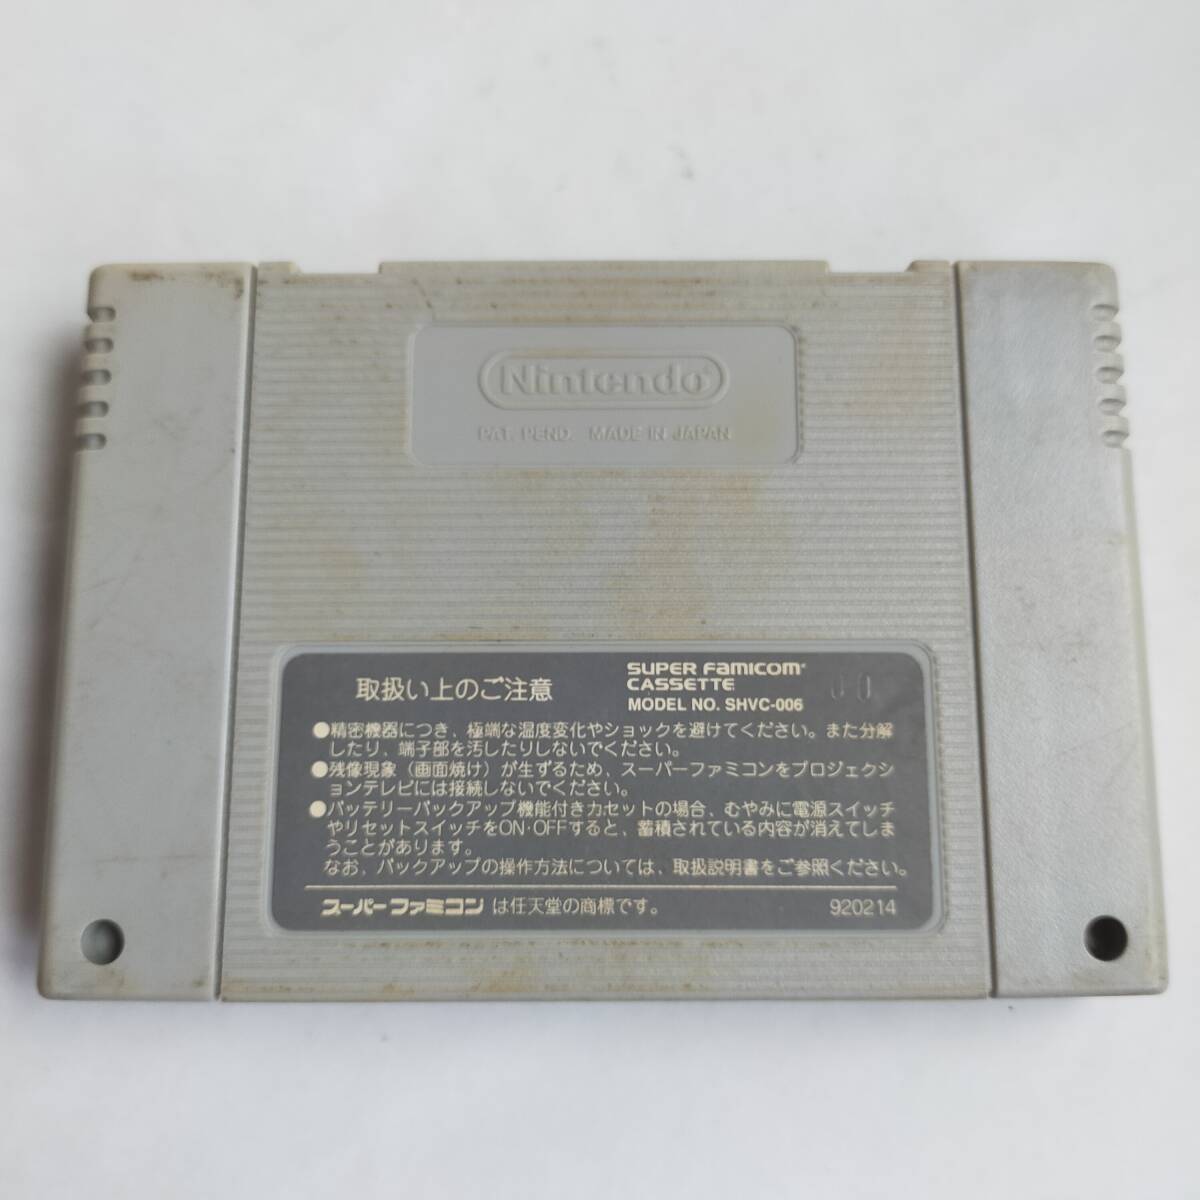 Nintendo®
PAT. PEND. MADE IN JAPAN
取扱い上のご注意
SUPER FAMICOM®
CASSETTE
MODEL NO. SHVC-006
00
●精密機器につき、極端な温度変化やショックを避けてください。また分解
したり、端子部を汚したりしないでください。
●残像現象（画面焼け）が生ずるため、スーパーファミコンをプロジェクシ
ョンテレビには接続しないでください。
●バッテリーバックアップ機能付きカセットの場合、むやみに電源スイッチ
やリセットスイッチをON・OFFすると、蓄積されている内容が消えてしま
うことがあります。
なお、バックアップの操作方法については、取扱説明書をご参照ください。
スーパーファミコンは任天堂の商標です。
920214